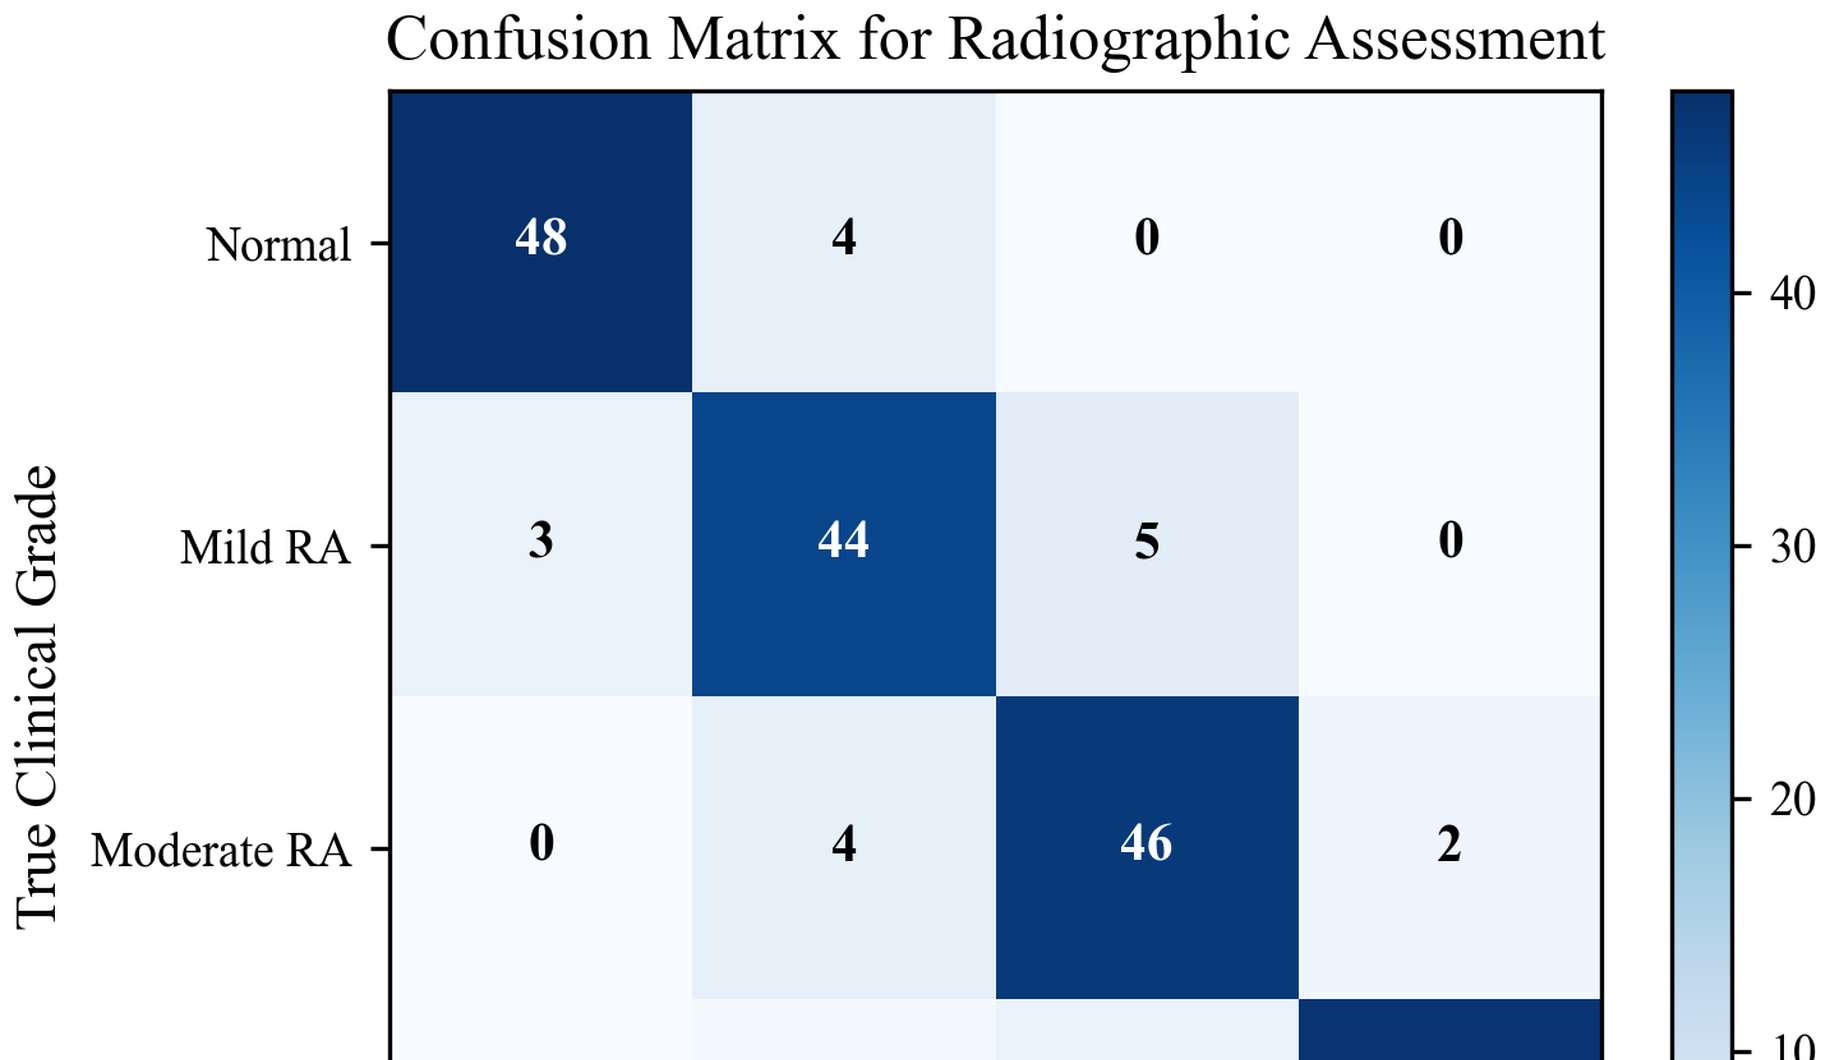 Confusion Matrix for Radiographic Assessment
Normal 48 4 0 0
40
Mild RA 3 44 5 0
30
True Clinical Grade
20
Moderate RA 0 4 46 2
10